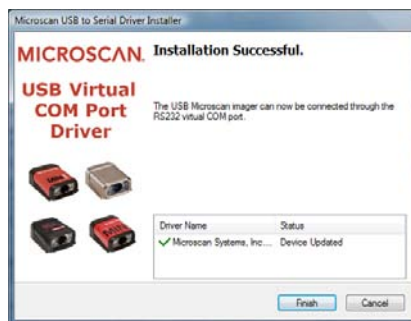 Microscan USB to Serial Driver Installer
MICROSCAN.
Installation Successful.
USB Virtual
COM Port
Driver
The USB Microscan imager can now be connected through the
RS232 virtual COM port.
Driver Name Status
Microscan Systems, Inc.... Device Updated
Finish Cancel